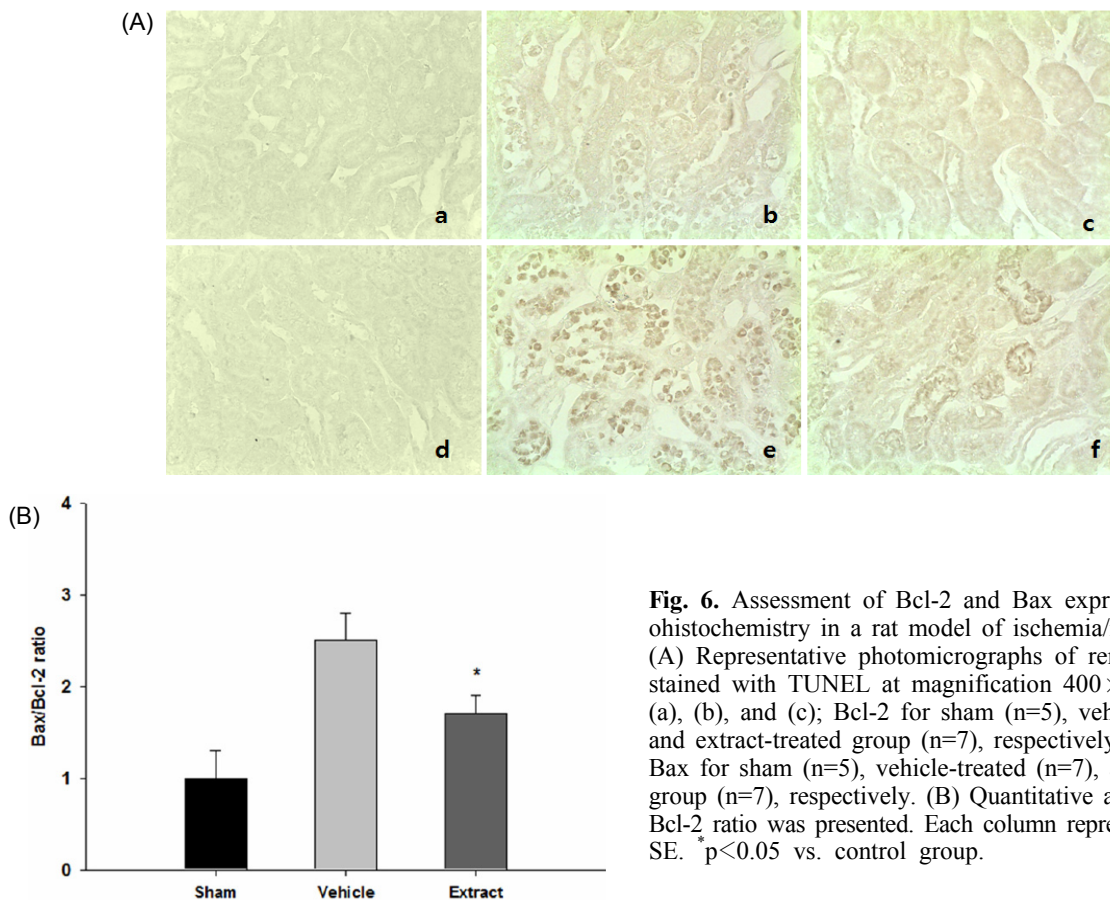 (A)
a
b
c
d
e
f
(B)
Bax/Bcl-2 ratio
4
3
2
1
0
*
Sham
Vehicle
Extract
Fig. 6. Assessment of Bcl-2 and Bax expr
ohistochemistry in a rat model of ischemia/
(A) Representative photomicrographs of re
stained with TUNEL at magnification 400×
(a), (b), and (c); Bcl-2 for sham (n=5), veh
and extract-treated group (n=7), respectively
Bax for sham (n=5), vehicle-treated (n=7),
group (n=7), respectively. (B) Quantitative a
Bcl-2 ratio was presented. Each column repre
SE. *p<0.05 vs. control group.